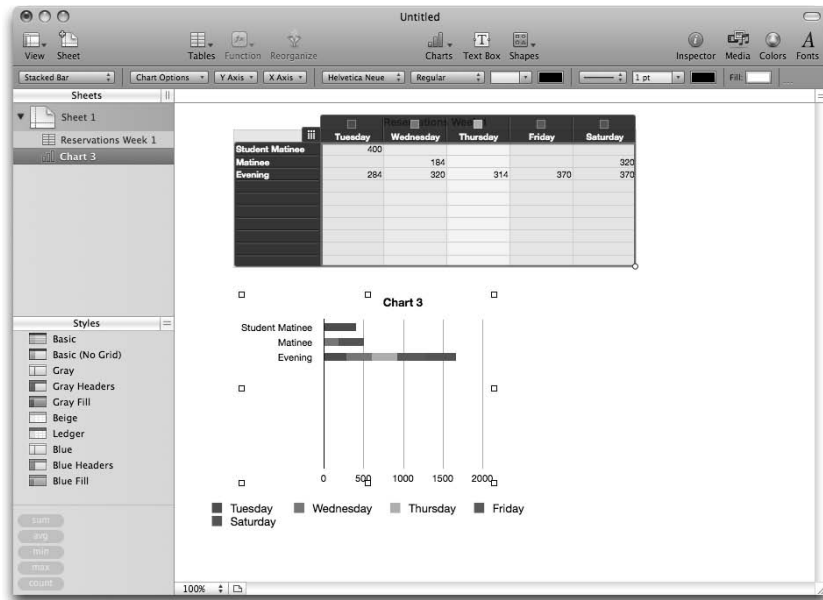 Untitled
View Sheet Tables Function Reorganize Charts Text Box Shapes Inspector Media Colors Fonts
Stacked Bar Chart Options Y Axis X Axis Helvetica Neue Regular 1 pt Fill:
Sheets
Sheet 1
Reservations Week 1
Chart 3
Reservations Week 1
Tuesday Wednesday Thursday Friday Saturday
Student Matinee 400
Matinee 184 320
Evening 284 320 314 370 370
Chart 3
Student Matinee
Matinee
Evening
0 500 1000 1500 2000
Tuesday Wednesday Thursday Friday
Saturday
Styles
Basic
Basic (No Grid)
Gray
Gray Headers
Gray Fill
Beige
Ledger
Blue
Blue Headers
Blue Fill
sum
avg
min
max
count
100%